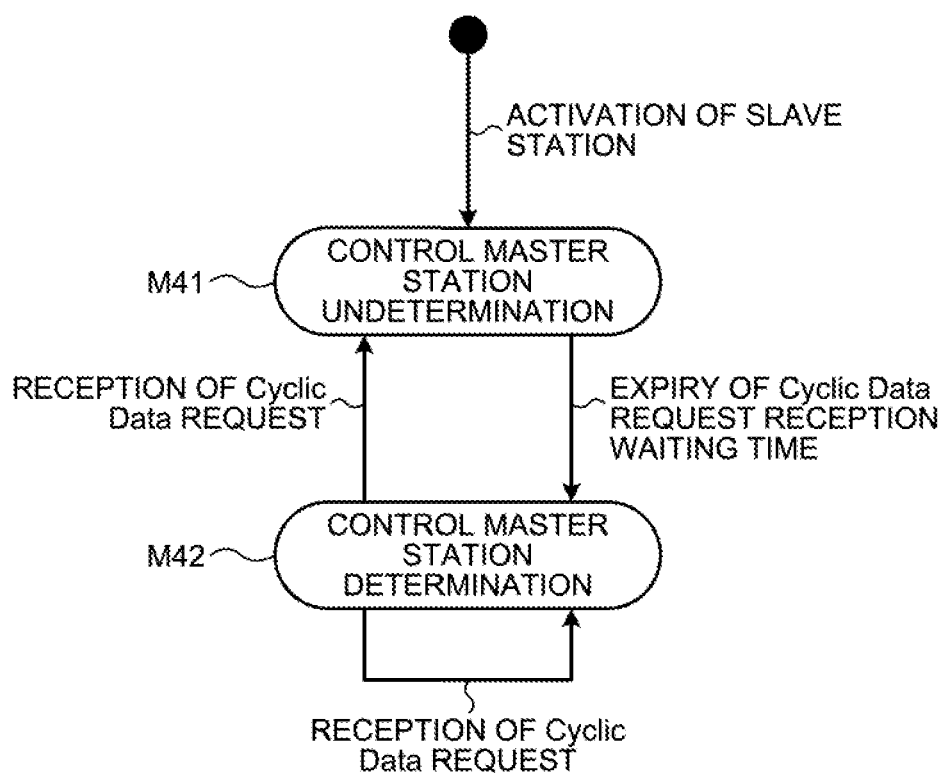 ACTIVATION OF SLAVE
STATION
M41
CONTROL MASTER
STATION
UNDETERMINATION
RECEPTION OF Cyclic
Data REQUEST
EXPIRY OF Cyclic Data
REQUEST RECEPTION
WAITING TIME
M42
CONTROL MASTER
STATION
DETERMINATION
RECEPTION OF Cyclic
Data REQUEST